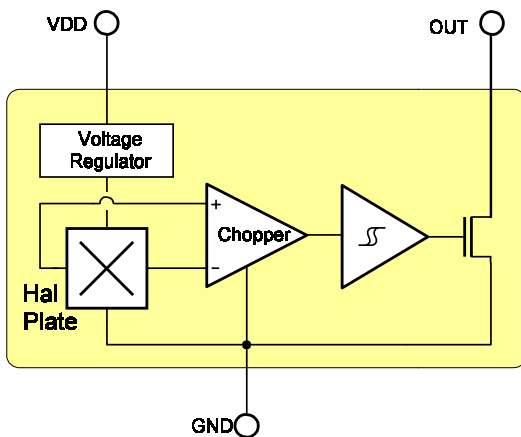 VDD
OUT
Voltage
Regulator
+
Chopper
−
Hal
Plate
GND